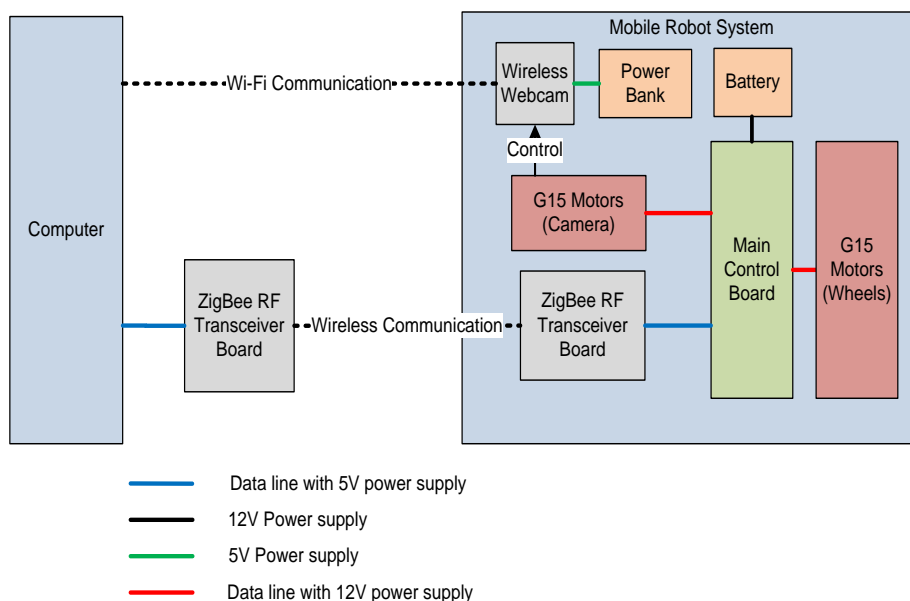 Mobile Robot System
Wi-Fi Communication
Wireless
Webcam
Power
Bank
Battery
Control
Computer
G15 Motors
(Camera)
Main
Control
Board
G15
Motors
(Wheels)
ZigBee RF
Transceiver
Board
Wireless Communication
ZigBee RF
Transceiver
Board
Data line with 5V power supply
12V Power supply
5V Power supply
Data line with 12V power supply